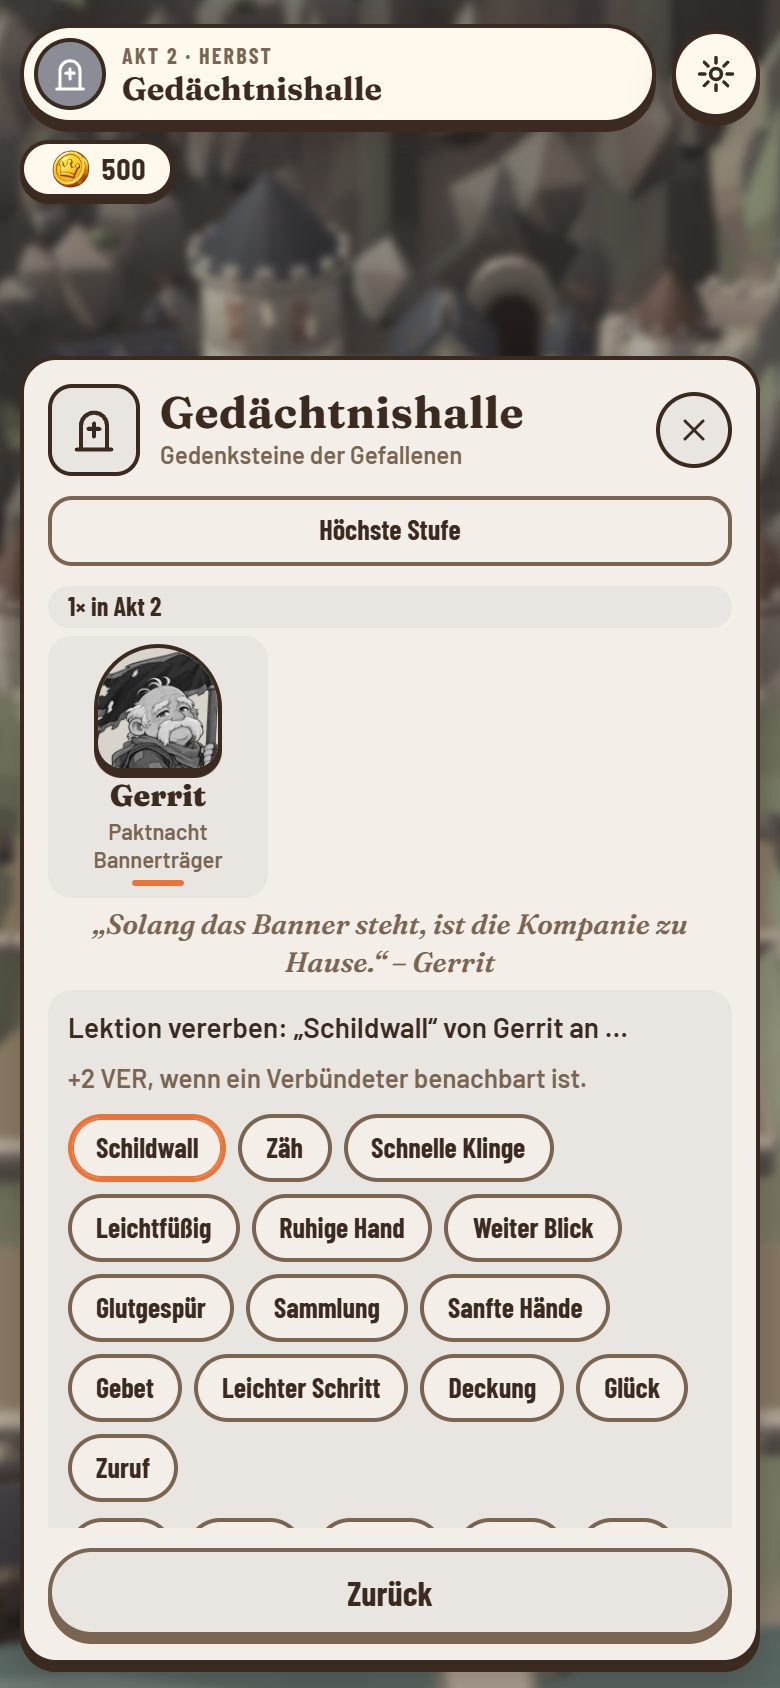 AKT 2 · HERBST
Gedächtnishalle
500
Gedächtnishalle
Gedenksteine der Gefallenen
Höchste Stufe
1× in Akt 2
Gerrit
Paktnacht
Bannerträger
„Solang das Banner steht, ist die Kompanie zu
Hause.“ – Gerrit
Lektion vererben: „Schildwall“ von Gerrit an ...
+2 VER, wenn ein Verbündeter benachbart ist.
Schildwall Zäh Schnelle Klinge
Leichtfüßig Ruhige Hand Weiter Blick
Glutgespür Sammlung Sanfte Hände
Gebet Leichter Schritt Deckung Glück
Zuruf
Zurück